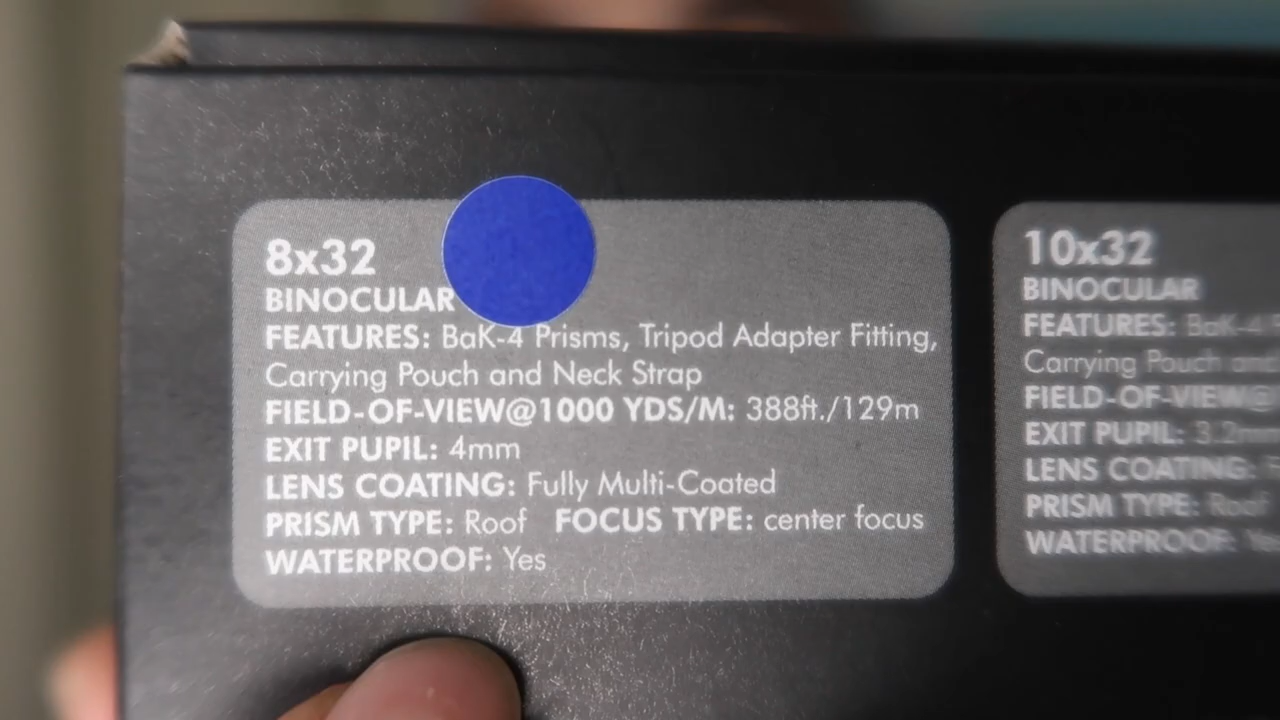 8x32
BINOCULAR
FEATURES: BaK-4 Prisms, Tripod Adapter Fitting,
Carrying Pouch and Neck Strap
FIELD-OF-VIEW@1000 YDS/M: 388ft./129m
EXIT PUPIL: 4mm
LENS COATING: Fully Multi-Coated
PRISM TYPE: Roof FOCUS TYPE: center focus
WATERPROOF: Yes
10x32
BINOCULAR
FEATURES: BaK-4
Carrying Pouch and
FIELD-OF-VIEW@
EXIT PUPIL: 3.2mm
LENS COATING:
PRISM TYPE: Roof
WATERPROOF: